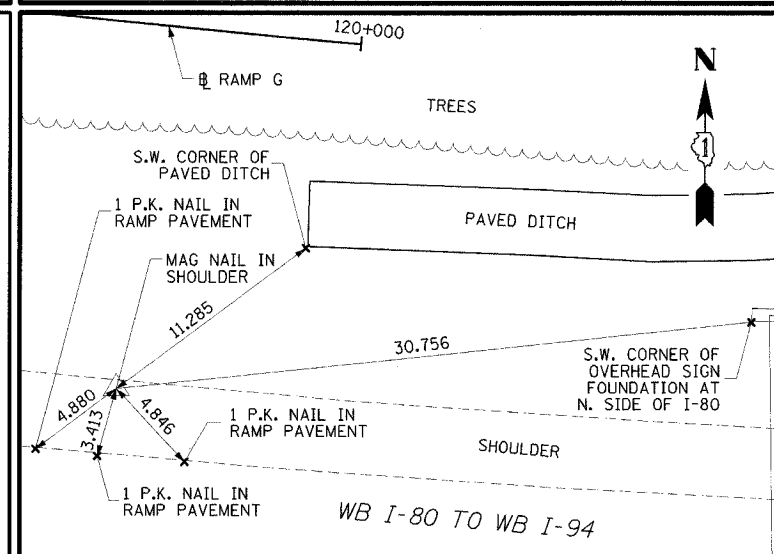 120+000
℄ RAMP G
N
TREES
1
S.W. CORNER OF
PAVED DITCH
1 P.K. NAIL IN
RAMP PAVEMENT
PAVED DITCH
MAG NAIL IN
SHOULDER
11.285
30.756
S.W. CORNER OF
OVERHEAD SIGN
FOUNDATION AT
N. SIDE OF I-80
4.880
3.413
4.846
1 P.K. NAIL IN
RAMP PAVEMENT
SHOULDER
1 P.K. NAIL IN
RAMP PAVEMENT
WB I-80 TO WB I-94